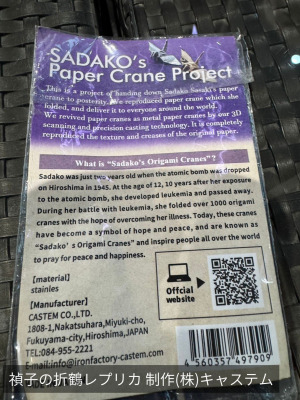 SADAKO's
Paper Crane Project
This is a project of handing down Sadako Sasaki's paper
crane to posterity. We reproduced paper crane which she
folded, and deliver it to everyone around the world.
We revived paper cranes as metal paper cranes by our 3D
scanning and precision casting technology. It is completely
reproduced the texture and creases of the original paper.
What is "Sadako's Origami Cranes"?
Sadako was just two years old when the atomic bomb was dropped
on Hiroshima in 1945. At the age of 12, 10 years after her exposure
to the atomic bomb, she developed leukemia and passed away.
During her battle with leukemia, she folded over 1000 origami
cranes with the hope of overcoming her illness. Today, these cranes
have become a symbol of hope and peace, and are known as
"Sadako' s Origami Cranes" and inspire people all over the world
to pray for peace and happiness.
[material]
stainles
[Manufacturer]
CASTEM CO.,LTD.
1808-1,Nakatsuhara,Miyuki-cho,
Fukuyama-city,Hiroshima,JAPAN
TEL:084-955-2221
E-mail:info@ironfactory-castem.com
Offcial
website
4 560357 497909
禎子の折鶴レプリカ 制作(株)キャステム